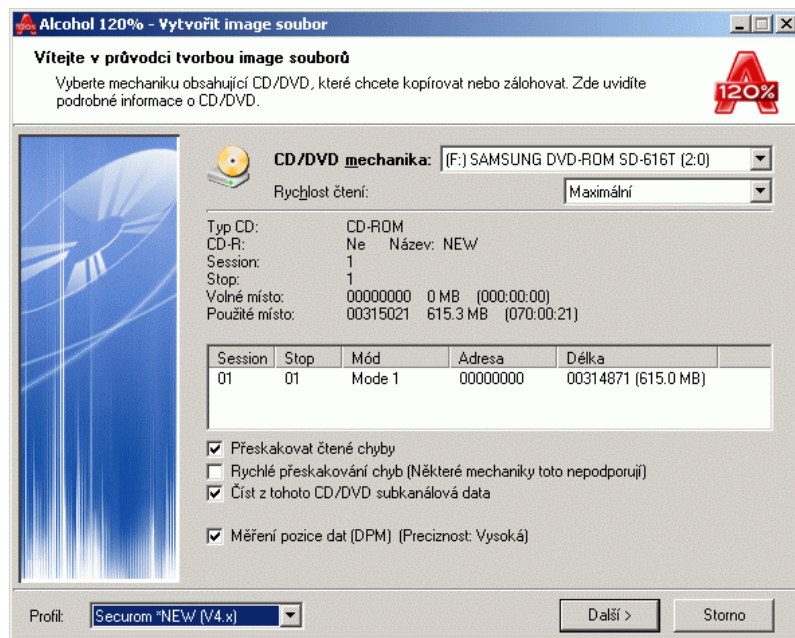 Alcohol 120% - Vytvořit image soubor
Vítejte v průvodci tvorbou image souborů
Vyberte mechaniku obsahující CD/DVD, které chcete kopírovat nebo zálohovat. Zde uvidíte
podrobné informace o CD/DVD.
120%
CD/DVD mechanika: (F:) SAMSUNG DVD-ROM SD-616T (2:0)
Rychlost čtení: Maximální
Typ CD: CD-ROM
CD-R: Ne Název: NEW
Session: 1
Stop: 1
Volné místo: 00000000 0 MB (000:00:00)
Použité místo: 00315021 615.3 MB (070:00:21)
Session Stop Mód Adresa Délka
01 01 Mode 1 00000000 00314871 (615.0 MB)
Přeskakovat čtené chyby
Rychlé přeskakování chyb (Některé mechaniky toto nepodporují)
Číst z tohoto CD/DVD subkanálová data
Měření pozice dat (DPM) (Preciznost: Vysoká)
Profil: Securom *NEW (V4.x) Další > Storno